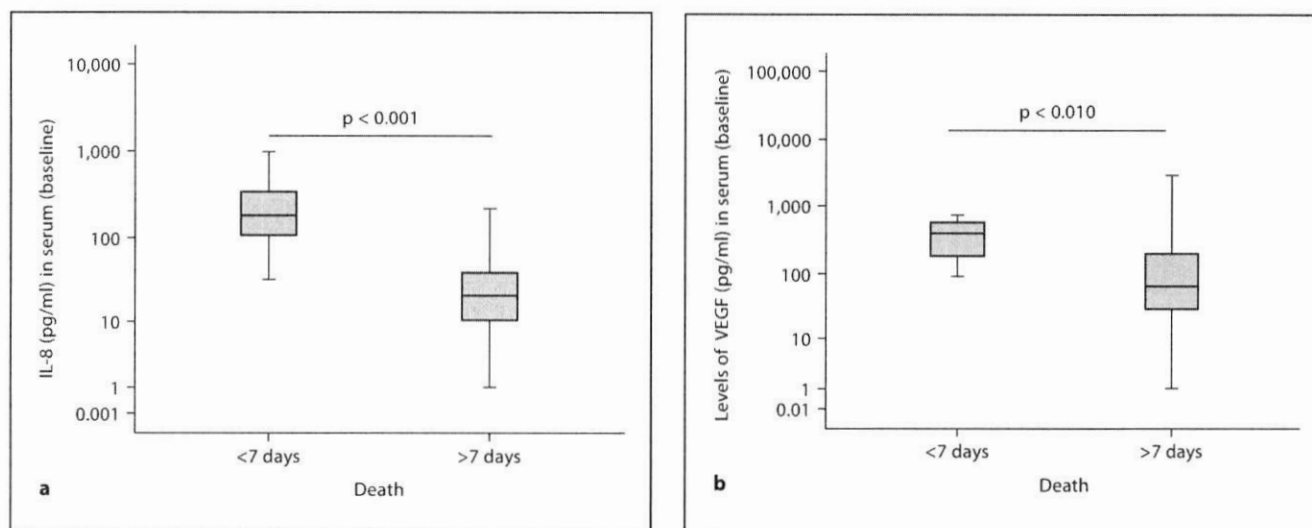 IL-8 (pg/ml) in serum (baseline)
10,000
1,000
100
10
1
0.001
p < 0.001
<7 days
>7 days
Death
a
Levels of VEGF (pg/ml) in serum (baseline)
100,000
10,000
1,000
100
10
1
0.01
p < 0.010
<7 days
>7 days
Death
b